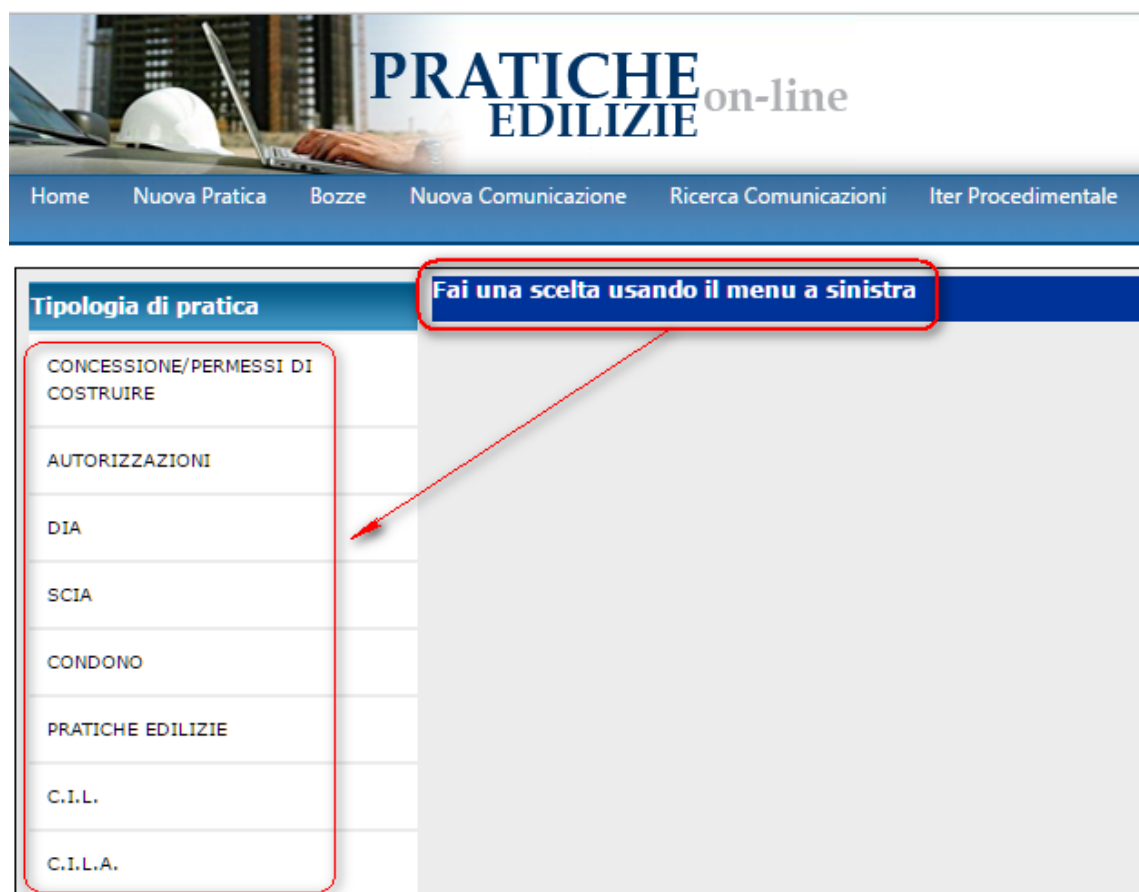 PRATICHE
EDILIZIE on-line
Home Nuova Pratica Bozze Nuova Comunicazione Ricerca Comunicazioni Iter Procedimentale
Tipologia di pratica
Fai una scelta usando il menu a sinistra
CONCESSIONE/PERMESSI DI
COSTRUIRE
AUTORIZZAZIONI
DIA
SCIA
CONDONO
PRATICHE EDILIZIE
C.I.L.
C.I.L.A.